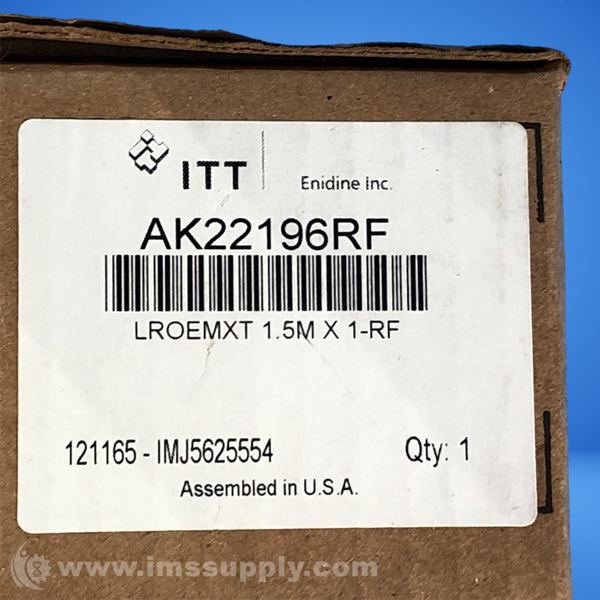 ITT
Enidine Inc.
AK22196RF
LROEMXT 1.5M X 1-RF
121165 - IMJ5625554 Qty: 1
Assembled in U.S.A.
www.imssupply.com